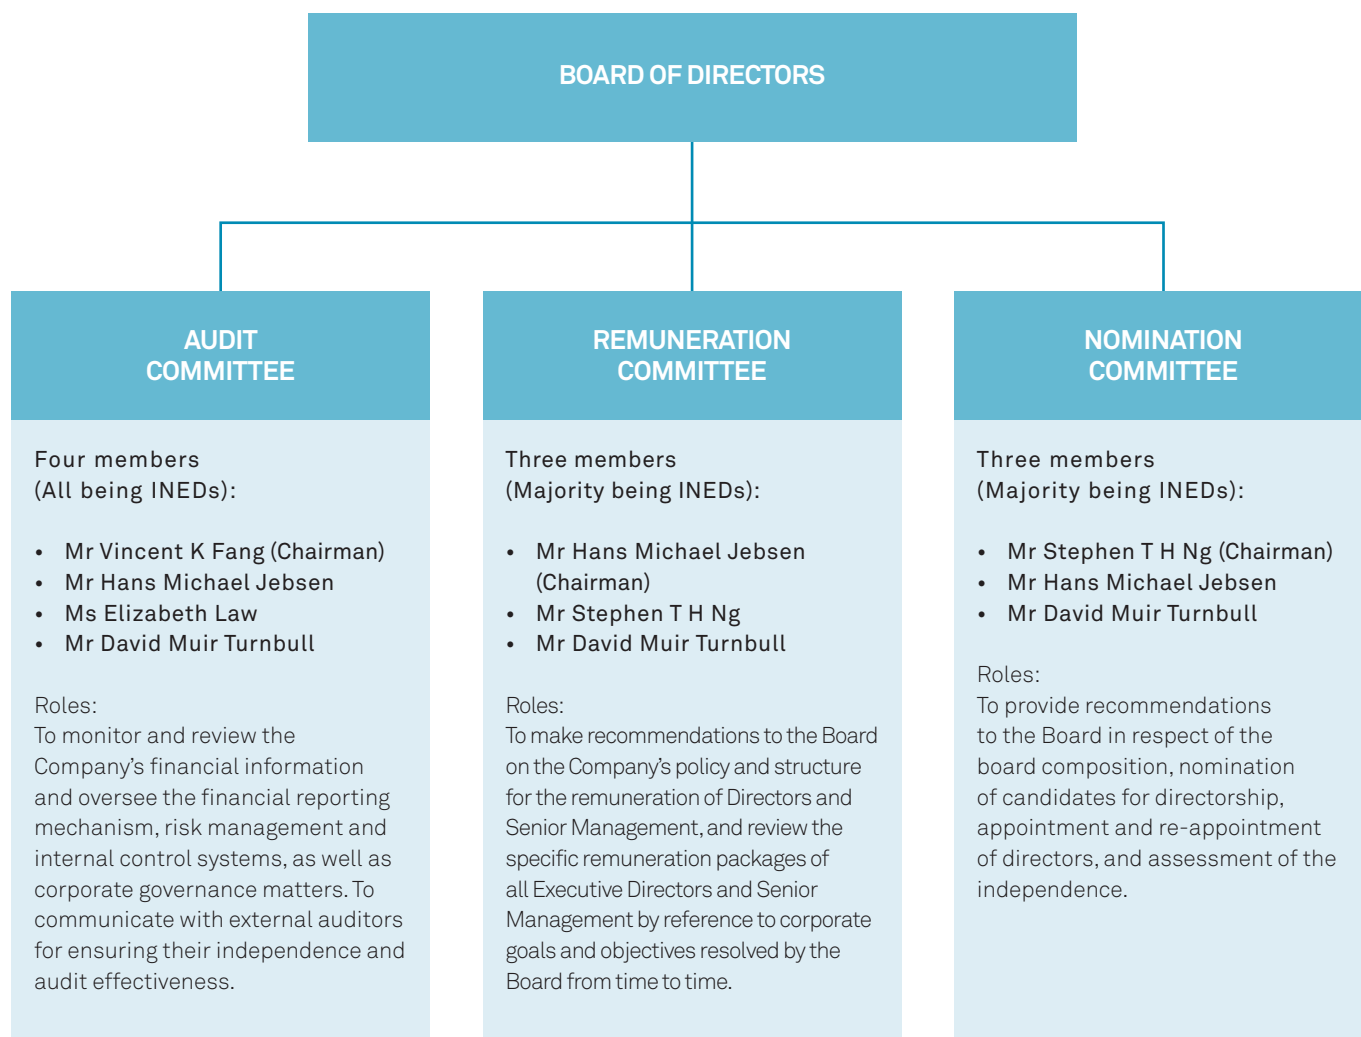 BOARD OF DIRECTORS
AUDIT
COMMITTEE
Four members
(All being INEDs):
• Mr Vincent K Fang (Chairman)
• Mr Hans Michael Jebsen
• Ms Elizabeth Law
• Mr David Muir Turnbull
Roles:
To monitor and review the
Company’s financial information
and oversee the financial reporting
mechanism, risk management and
internal control systems, as well as
corporate governance matters. To
communicate with external auditors
for ensuring their independence and
audit effectiveness.
REMUNERATION
COMMITTEE
Three members
(Majority being INEDs):
• Mr Hans Michael Jebsen
(Chairman)
• Mr Stephen T H Ng
• Mr David Muir Turnbull
Roles:
To make recommendations to the Board
on the Company’s policy and structure
for the remuneration of Directors and
Senior Management, and review the
specific remuneration packages of
all Executive Directors and Senior
Management by reference to corporate
goals and objectives resolved by the
Board from time to time.
NOMINATION
COMMITTEE
Three members
(Majority being INEDs):
• Mr Stephen T H Ng (Chairman)
• Mr Hans Michael Jebsen
• Mr David Muir Turnbull
Roles:
To provide recommendations
to the Board in respect of the
board composition, nomination
of candidates for directorship,
appointment and re-appointment
of directors, and assessment of the
independence.